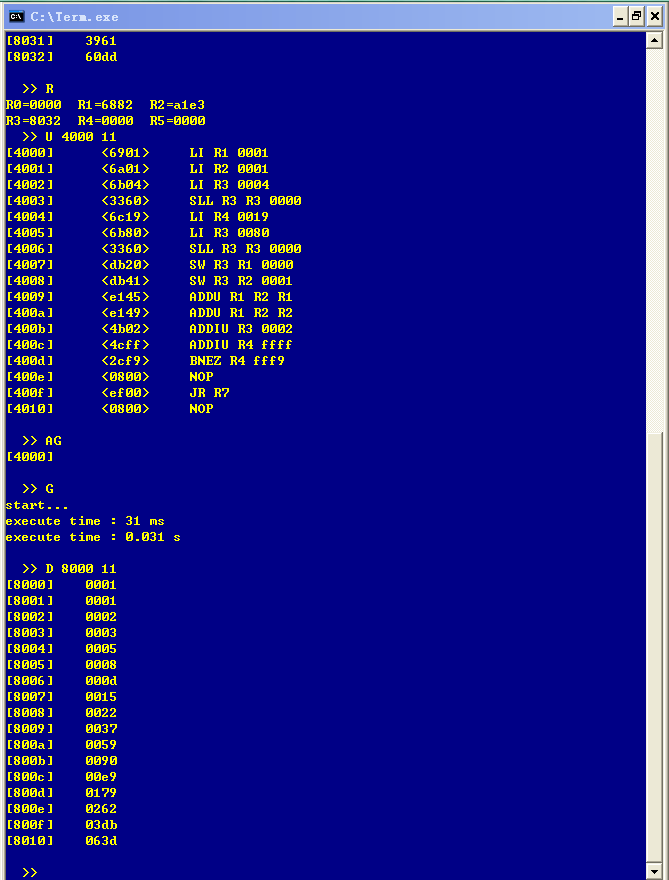 C:\Term.exe
[8031] 3961
[8032] 60dd
>> R
R0=0000 R1=6882 R2=a1e3
R3=8032 R4=0000 R5=0000
>> U 4000 11
[4000] <6901> LI R1 0001
[4001] <6a01> LI R2 0001
[4002] <6b04> LI R3 0004
[4003] <3360> SLL R3 R3 0000
[4004] <6c19> LI R4 0019
[4005] <6b80> LI R3 0080
[4006] <3360> SLL R3 R3 0000
[4007] <db20> SW R3 R1 0000
[4008] <db41> SW R3 R2 0001
[4009] <e145> ADDU R1 R2 R1
[400a] <e149> ADDU R1 R2 R2
[400b] <4b02> ADDIU R3 0002
[400c] <4cff> ADDIU R4 ffff
[400d] <2cf9> BNEZ R4 fff9
[400e] <0800> NOP
[400f] <ef00> JR R7
[4010] <0800> NOP
>> AG
[4000]
>> G
start...
execute time : 31 ms
execute time : 0.031 s
>> D 8000 11
[8000] 0001
[8001] 0001
[8002] 0002
[8003] 0003
[8004] 0005
[8005] 0008
[8006] 000d
[8007] 0015
[8008] 0022
[8009] 0037
[800a] 0059
[800b] 0090
[800c] 00e9
[800d] 0179
[800e] 0262
[800f] 03db
[8010] 063d
>>